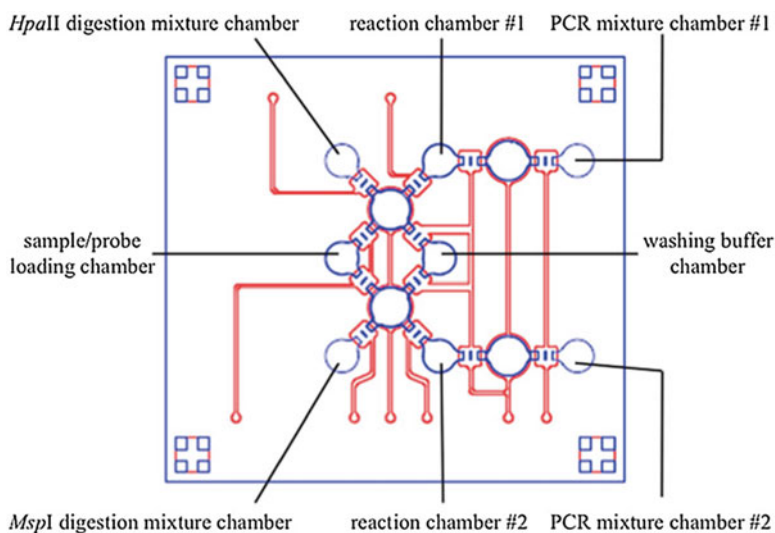 HpaII digestion mixture chamber
reaction chamber #1
PCR mixture chamber #1
sample/probe
loading chamber
washing buffer
chamber
MspI digestion mixture chamber
reaction chamber #2
PCR mixture chamber #2